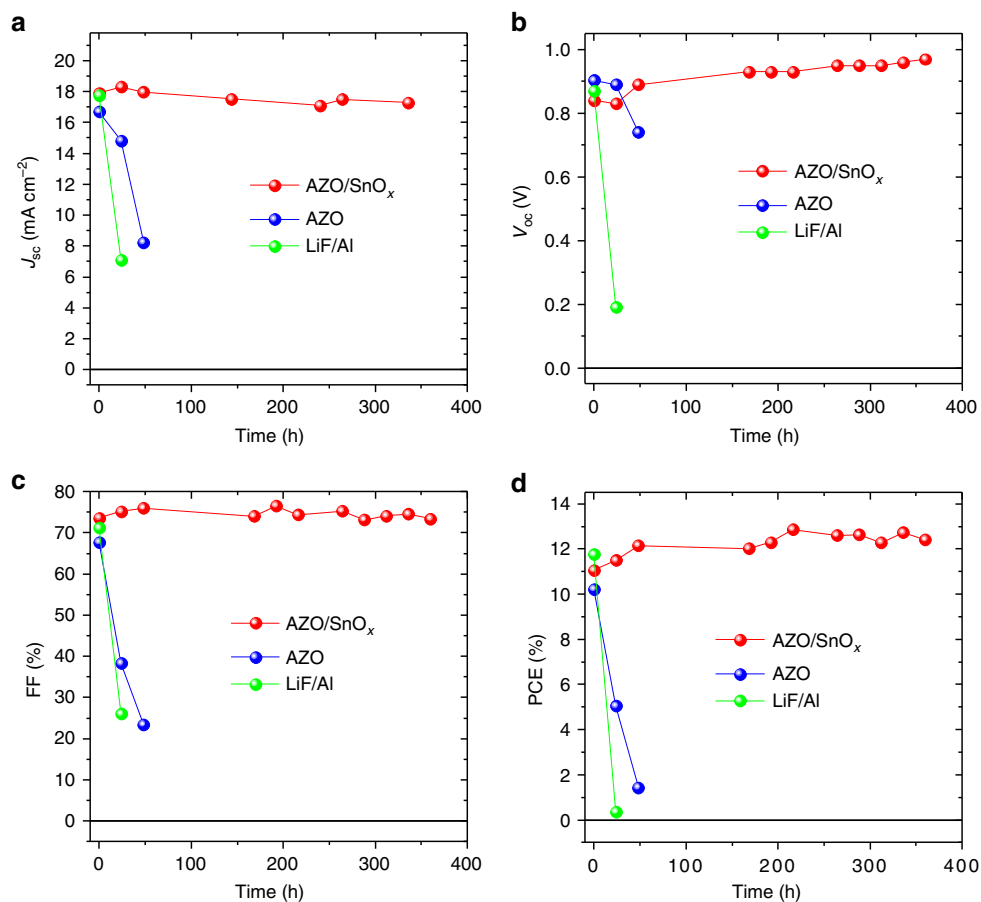 a
20
18
16
14
12
10
8
6
4
2
0
J_sc (mA cm⁻²)
AZO/SnOₓ
AZO
LiF/Al
0 100 200 300 400
Time (h)
b
1.0
0.8
0.6
0.4
0.2
0.0
V_oc (V)
AZO/SnOₓ
AZO
LiF/Al
0 100 200 300 400
Time (h)
c
80
70
60
50
40
30
20
10
0
FF (%)
AZO/SnOₓ
AZO
LiF/Al
0 100 200 300 400
Time (h)
d
14
12
10
8
6
4
2
0
PCE (%)
AZO/SnOₓ
AZO
LiF/Al
0 100 200 300 400
Time (h)